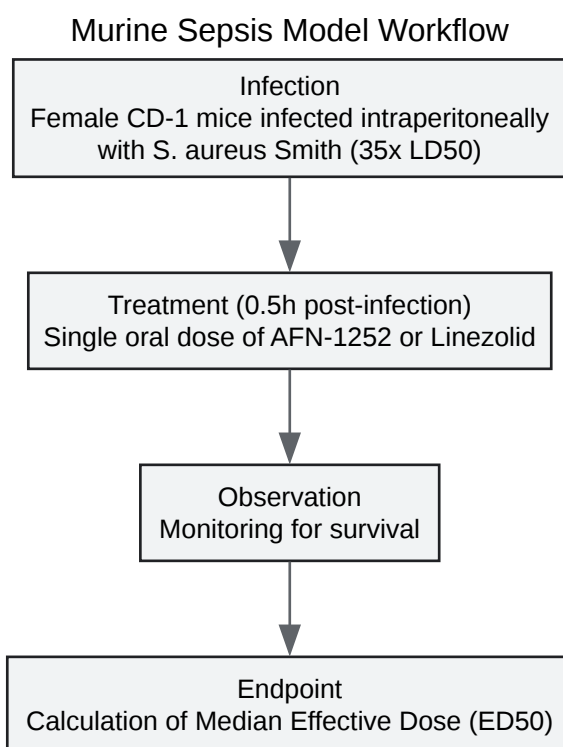 Murine Sepsis Model Workflow
Infection
Female CD-1 mice infected intraperitoneally
with S. aureus Smith (35x LD50)
Treatment (0.5h post-infection)
Single oral dose of AFN-1252 or Linezolid
Observation
Monitoring for survival
Endpoint
Calculation of Median Effective Dose (ED50)